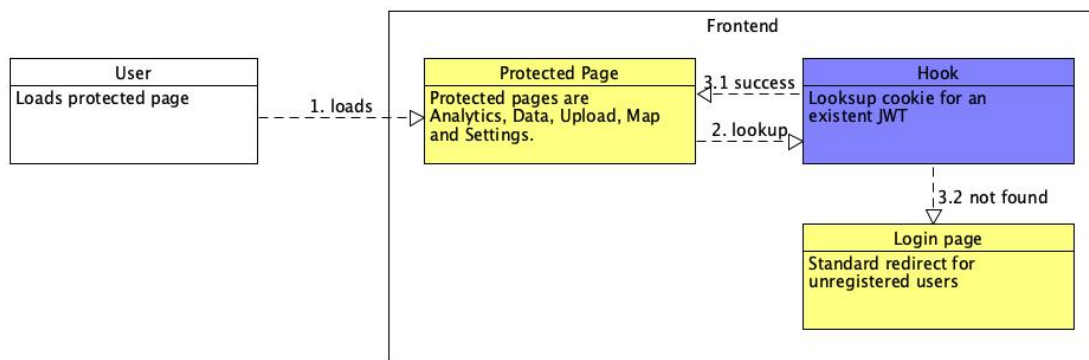 Frontend
User
Loads protected page
1. loads
Protected Page
Protected pages are
Analytics, Data, Upload, Map
and Settings.
3.1 success
2. lookup
Hook
Looksup cookie for an
existent JWT
3.2 not found
Login page
Standard redirect for
unregistered users